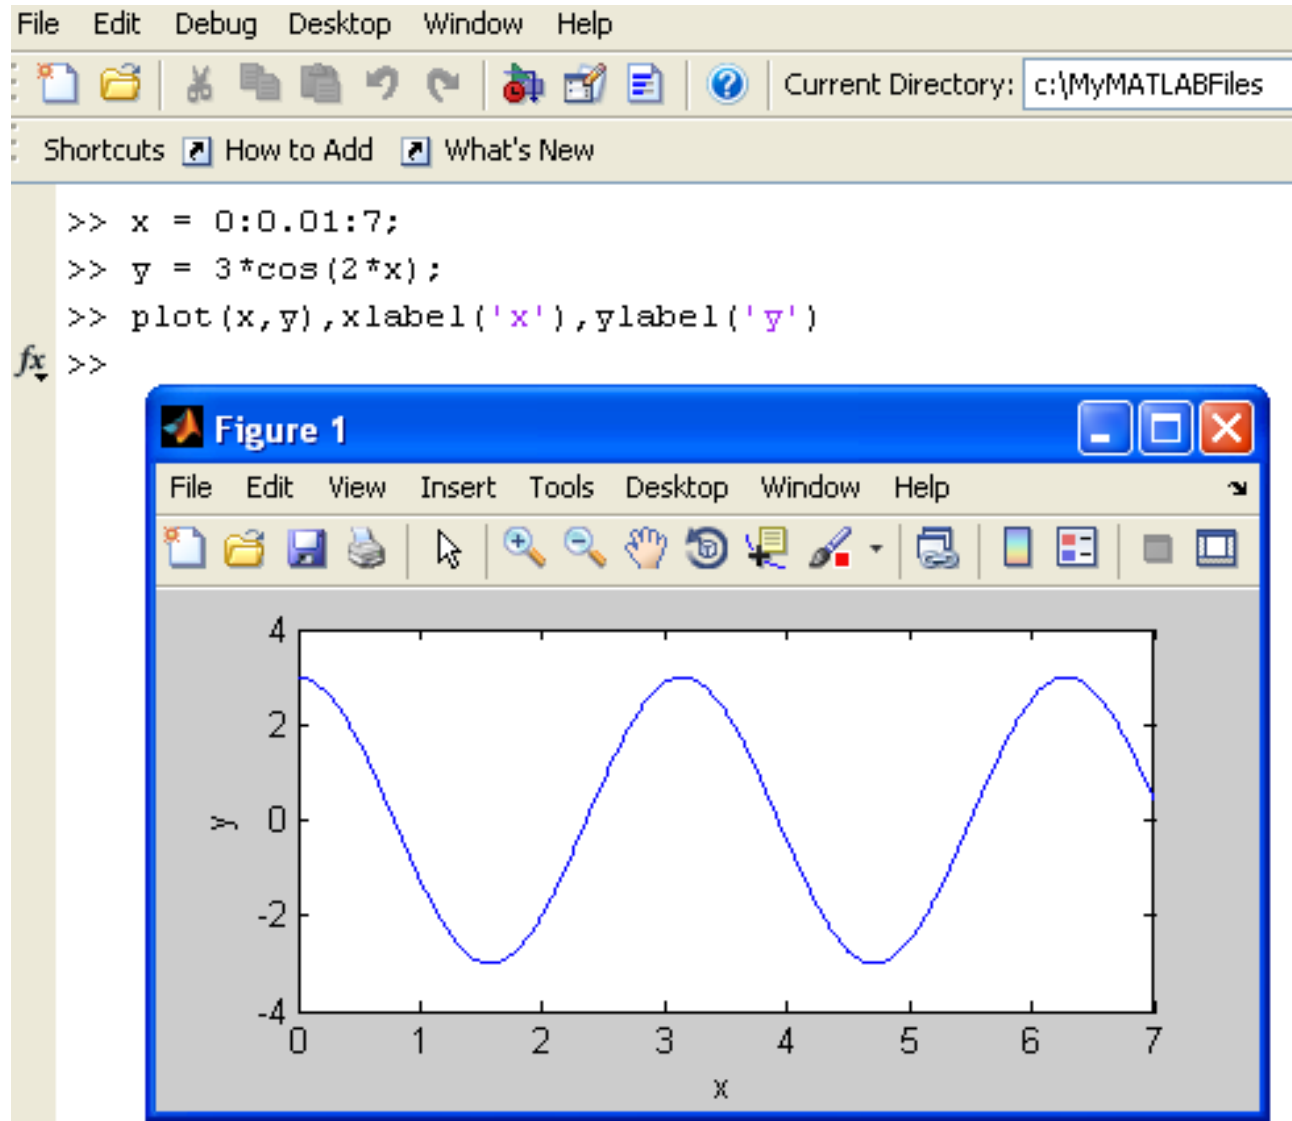 File Edit Debug Desktop Window Help
Current Directory: c:\MyMATLABFiles
Shortcuts How to Add What's New
>> x = 0:0.01:7;
>> y = 3*cos(2*x);
>> plot(x,y),xlabel('x'),ylabel('y')
fx >>
Figure 1
File Edit View Insert Tools Desktop Window Help
4
2
0
-2
-4
y
0 1 2 3 4 5 6 7
x